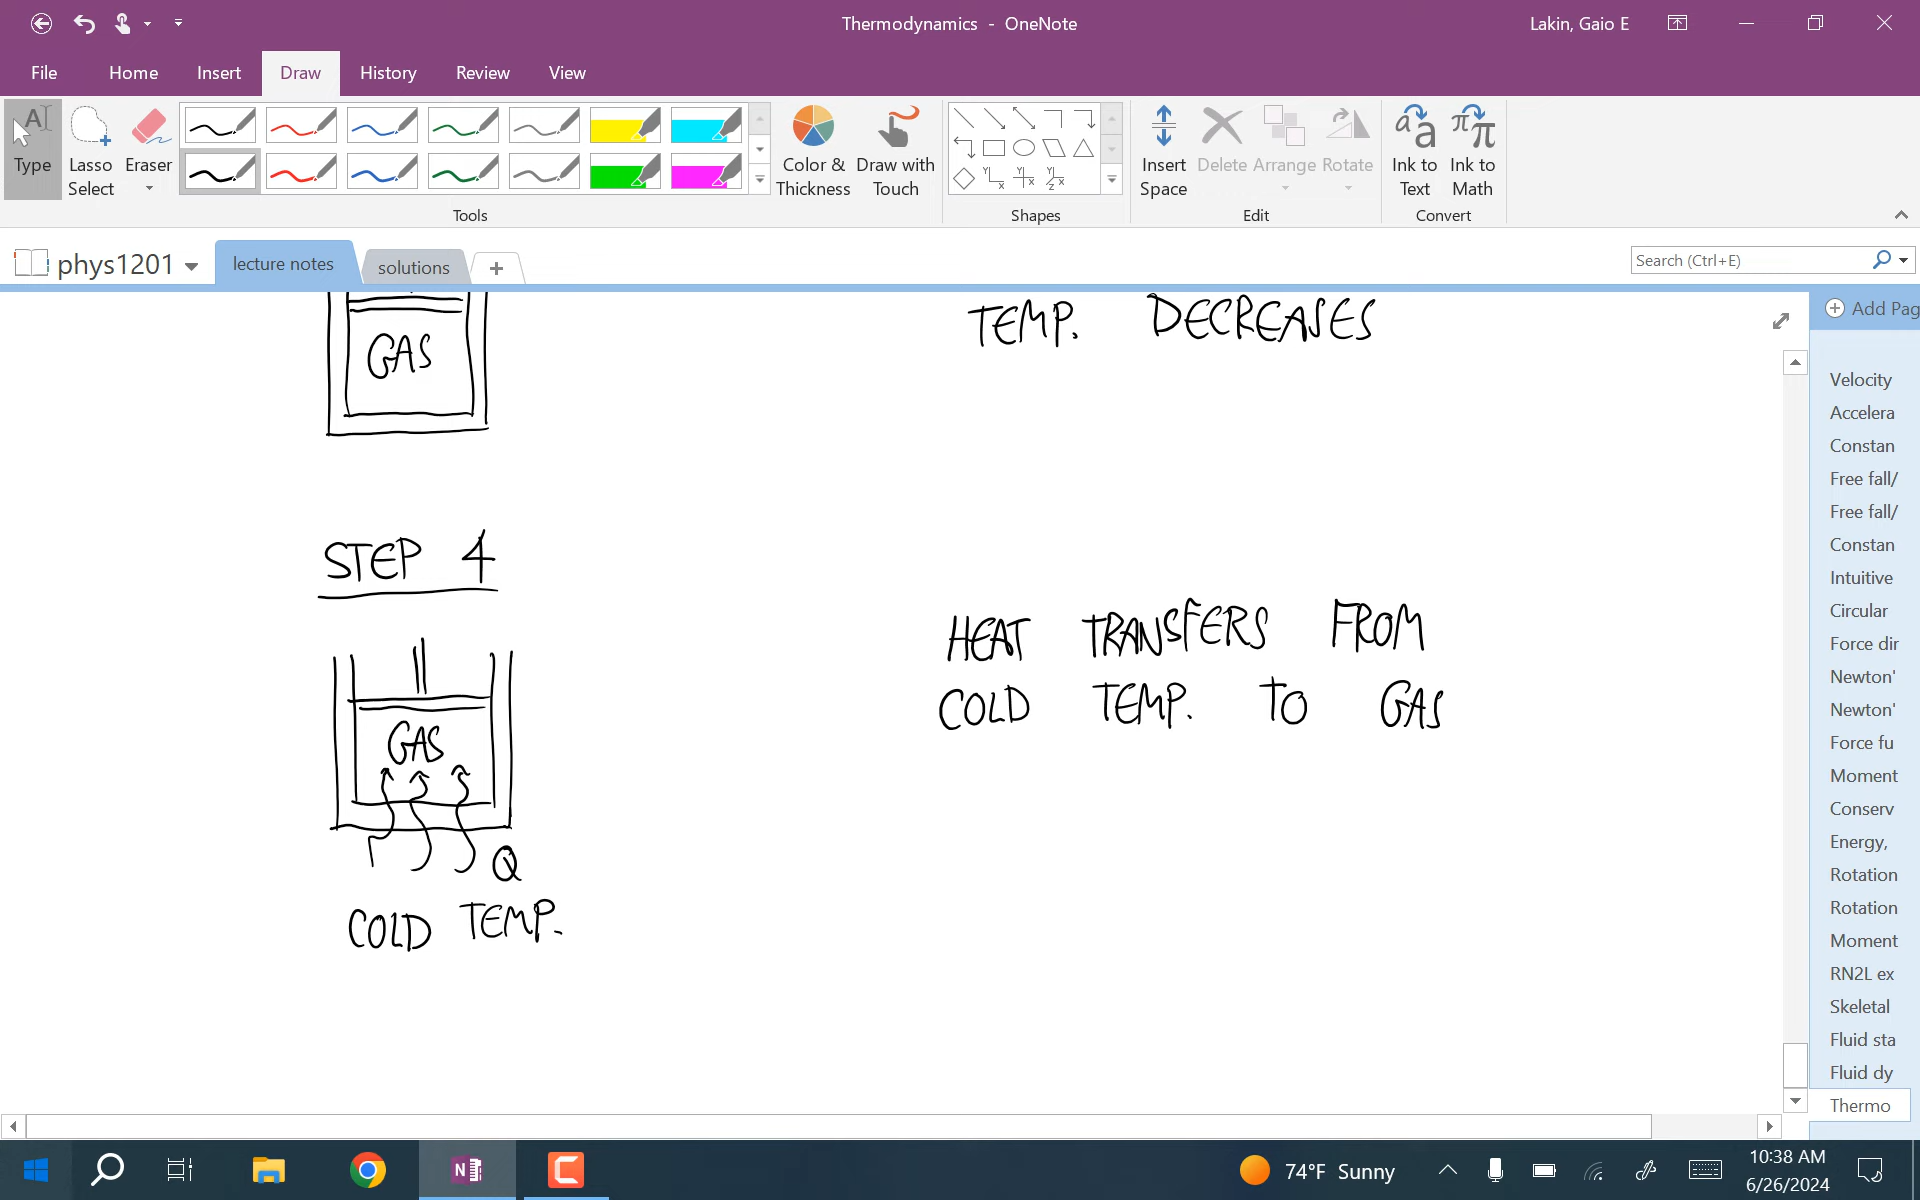 Thermodynamics - OneNote
Lakin, Gaio E
File Home Insert Draw History Review View
Type
Lasso Select
Eraser
Color & Thickness
Draw with Touch
Insert Space
Delete
Arrange
Rotate
Ink to Text
Ink to Math
Tools
Shapes
Edit
Convert
phys1201
lecture notes
solutions
Search (Ctrl+E)
Add Pag
GAS
TEMP. DECREASES
STEP 4
GAS
Q
COLD TEMP.
HEAT TRANSFERS FROM
COLD TEMP. TO GAS
Velocity
Accelera
Constan
Free fall/
Free fall/
Constan
Intuitive
Circular
Force dir
Newton'
Newton'
Force fu
Moment
Conserv
Energy,
Rotation
Rotation
Moment
RN2L ex
Skeletal
Fluid sta
Fluid dy
Thermo
74°F Sunny
10:38 AM
6/26/2024